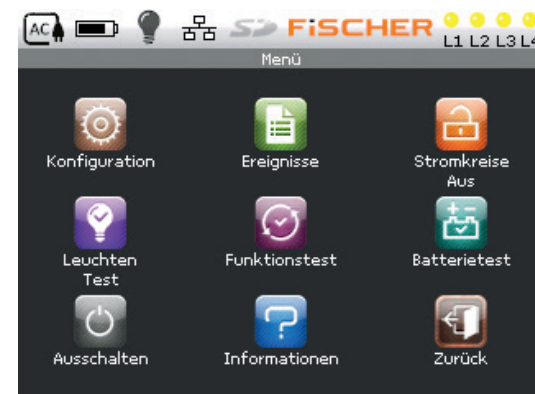 AC
SD FiSCHER
L1 L2 L3 L4
Menü
Konfiguration
Ereignisse
Stromkreise
Aus
Leuchten
Test
Funktionstest
Batterietest
Ausschalten
Informationen
Zurück